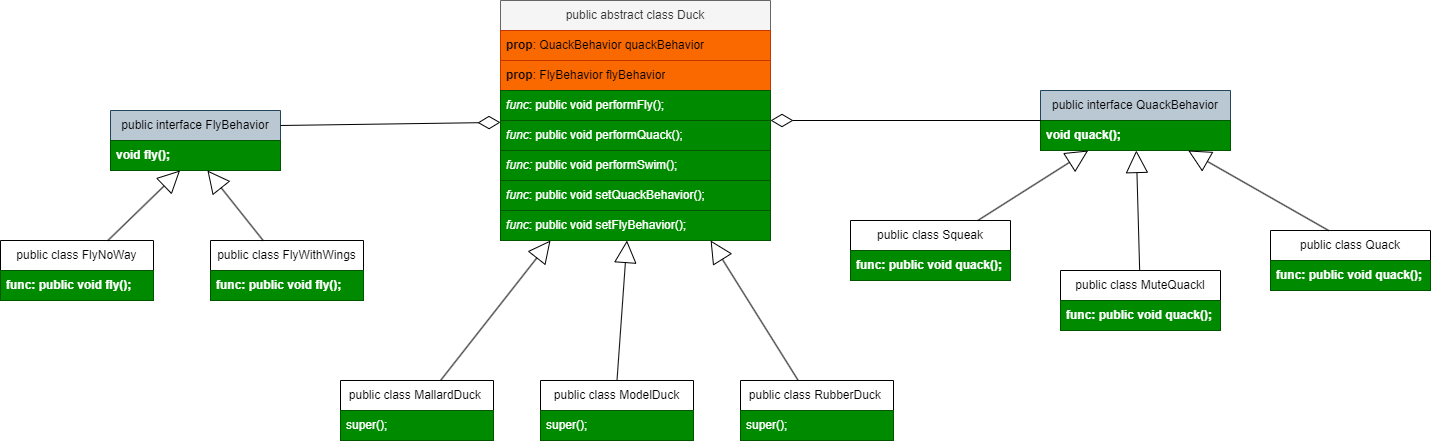 public abstract class Duck
prop: QuackBehavior quackBehavior
prop: FlyBehavior flyBehavior
func: public void performFly();
func: public void performQuack();
func: public void performSwim();
func: public void setQuackBehavior();
func: public void setFlyBehavior();
public interface FlyBehavior
void fly();
public interface QuackBehavior
void quack();
public class FlyNoWay
func: public void fly();
public class FlyWithWings
func: public void fly();
public class Squeak
func: public void quack();
public class MuteQuackl
func: public void quack();
public class Quack
func: public void quack();
public class MallardDuck
super();
public class ModelDuck
super();
public class RubberDuck
super();